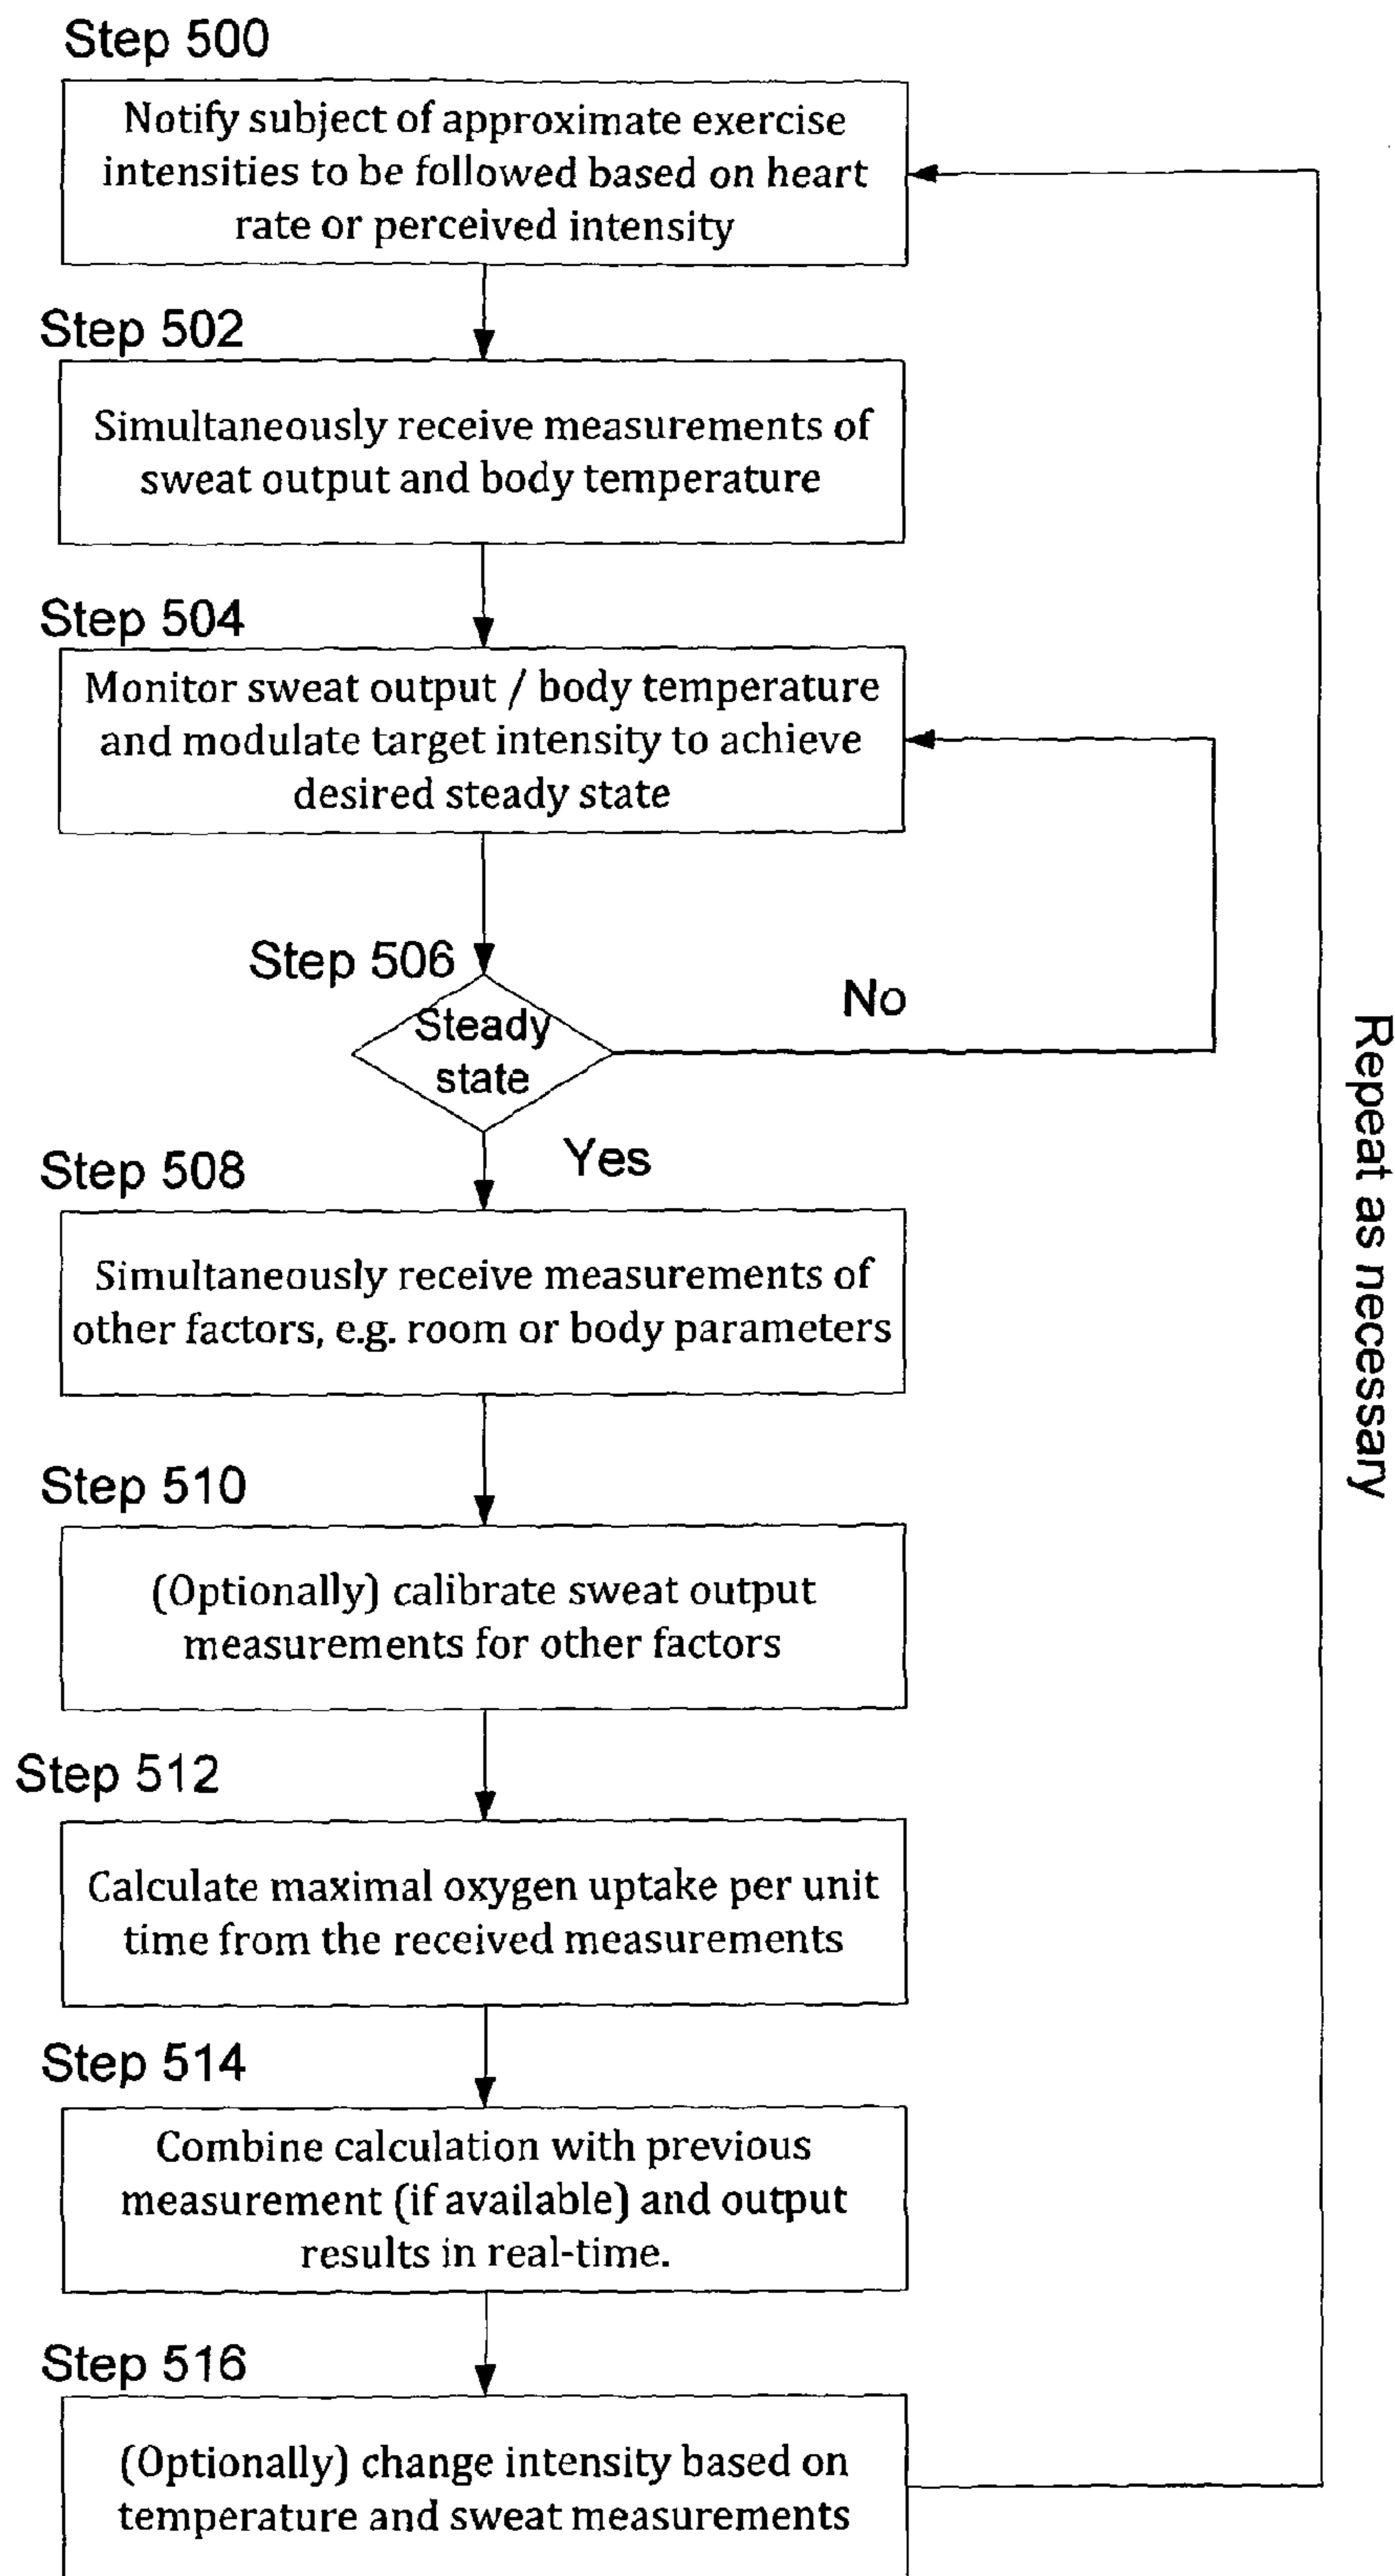 Step 500
Notify subject of approximate exercise
intensities to be followed based on heart
rate or perceived intensity
Step 502
Simultaneously receive measurements of
sweat output and body temperature
Step 504
Monitor sweat output / body temperature
and modulate target intensity to achieve
desired steady state
Step 506
Steady
state
No
Yes
Step 508
Simultaneously receive measurements of
other factors, e.g. room or body parameters
Step 510
(Optionally) calibrate sweat output
measurements for other factors
Step 512
Calculate maximal oxygen uptake per unit
time from the received measurements
Step 514
Combine calculation with previous
measurement (if available) and output
results in real-time.
Step 516
(Optionally) change intensity based on
temperature and sweat measurements
Repeat as necessary